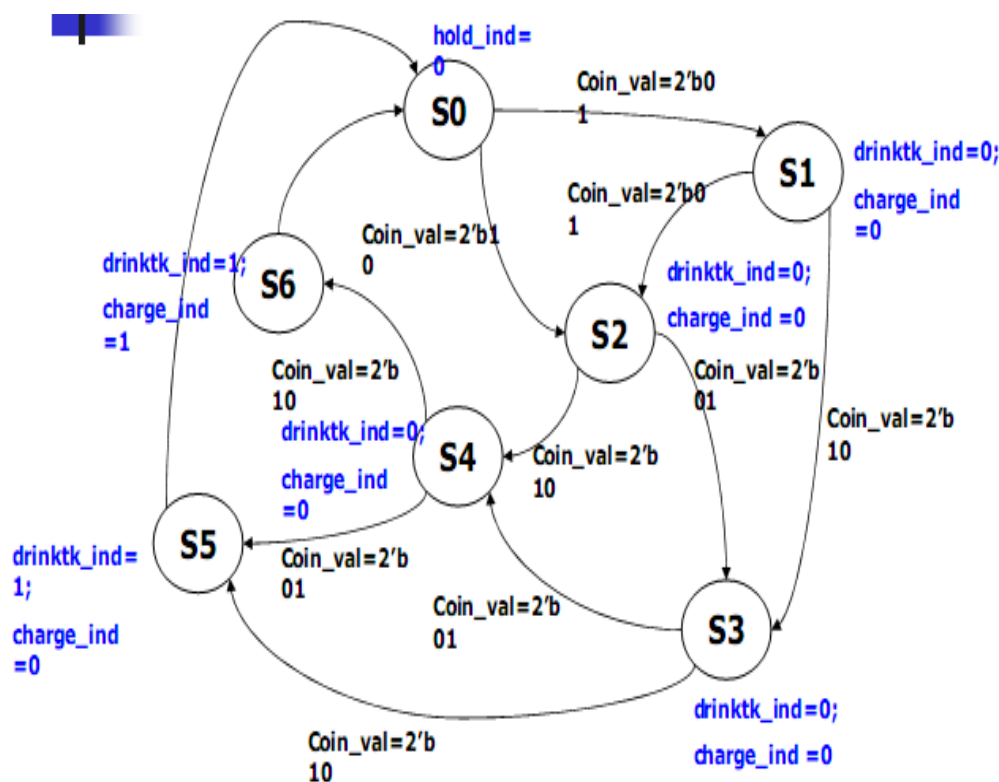 hold_ind=
0
S0
Coin_val=2'b0
1
S1
drinktk_ind=0;
charge_ind
=0
Coin_val=2'b0
1
Coin_val=2'b1
0
drinktk_ind=1;
charge_ind
=1
S6
drinktk_ind=0;
charge_ind =0
S2
Coin_val=2'b
10
Coin_val=2'b
01
Coin_val=2'b
10
drinktk_ind=0;
charge_ind
=0
S4
Coin_val=2'b
10
S5
drinktk_ind=
1;
charge_ind
=0
Coin_val=2'b
01
Coin_val=2'b
01
S3
drinktk_ind=0;
charge_ind =0
Coin_val=2'b
10